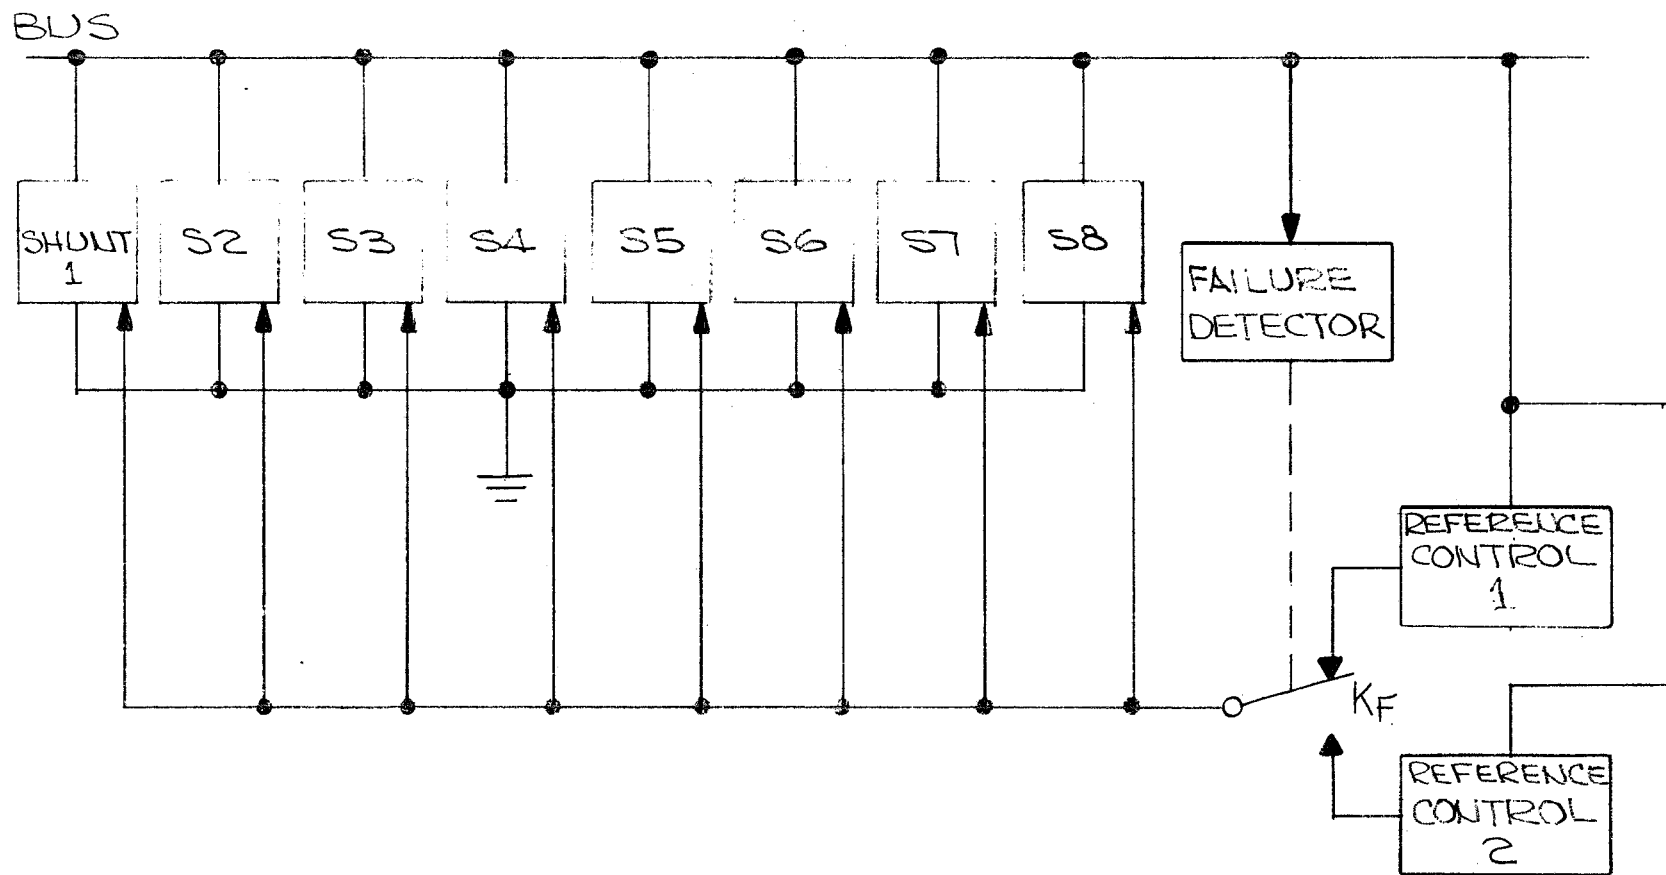 BUS
SHUNT
1
S2
S3
S4
S5
S6
S7
S8
FAILURE
DETECTOR
REFERENCE
CONTROL
1
KF
REFERENCE
CONTROL
2